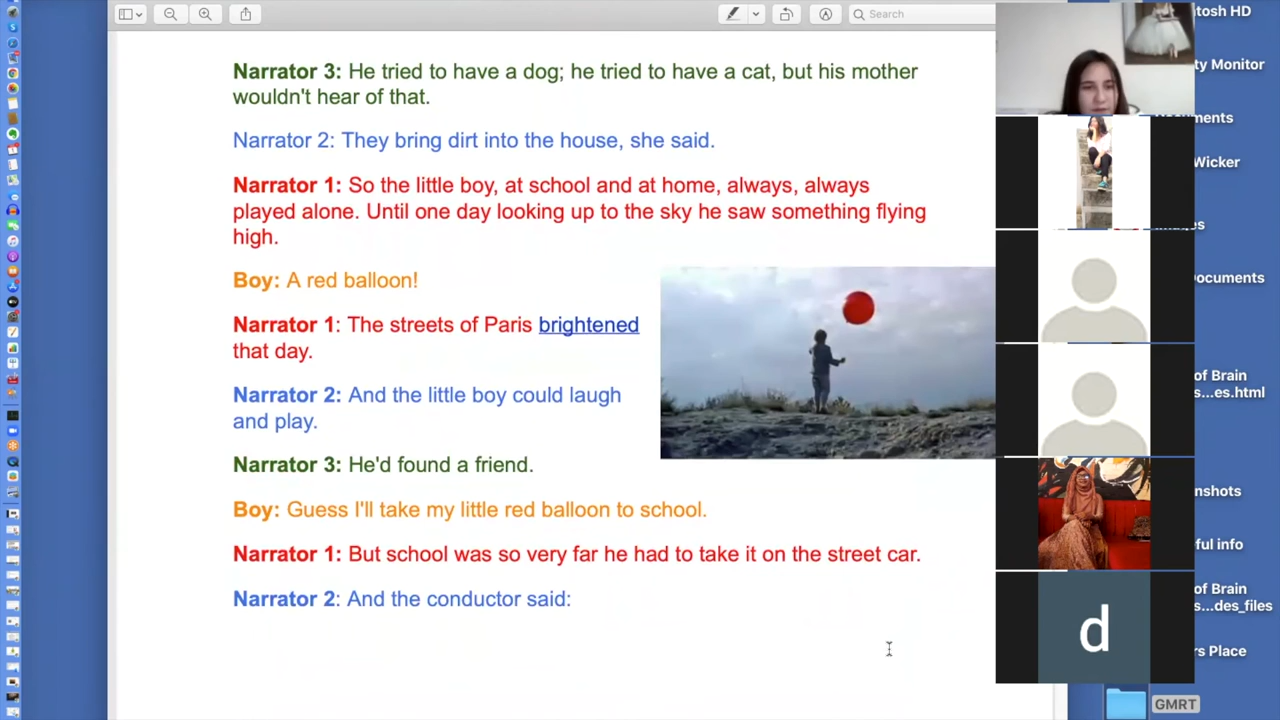 Search
Narrator 3: He tried to have a dog; he tried to have a cat, but his mother
wouldn't hear of that.
Narrator 2: They bring dirt into the house, she said.
Narrator 1: So the little boy, at school and at home, always, always
played alone. Until one day looking up to the sky he saw something flying
high.
Boy: A red balloon!
Narrator 1: The streets of Paris brightened
that day.
Narrator 2: And the little boy could laugh
and play.
Narrator 3: He'd found a friend.
Boy: Guess I'll take my little red balloon to school.
Narrator 1: But school was so very far he had to take it on the street car.
Narrator 2: And the conductor said:
d
tosh HD
ty Monitor
Wicker
ocuments
of Brain
s...es.html
nshots
ful info
of Brain
s...des_files
rs Place
GMRT